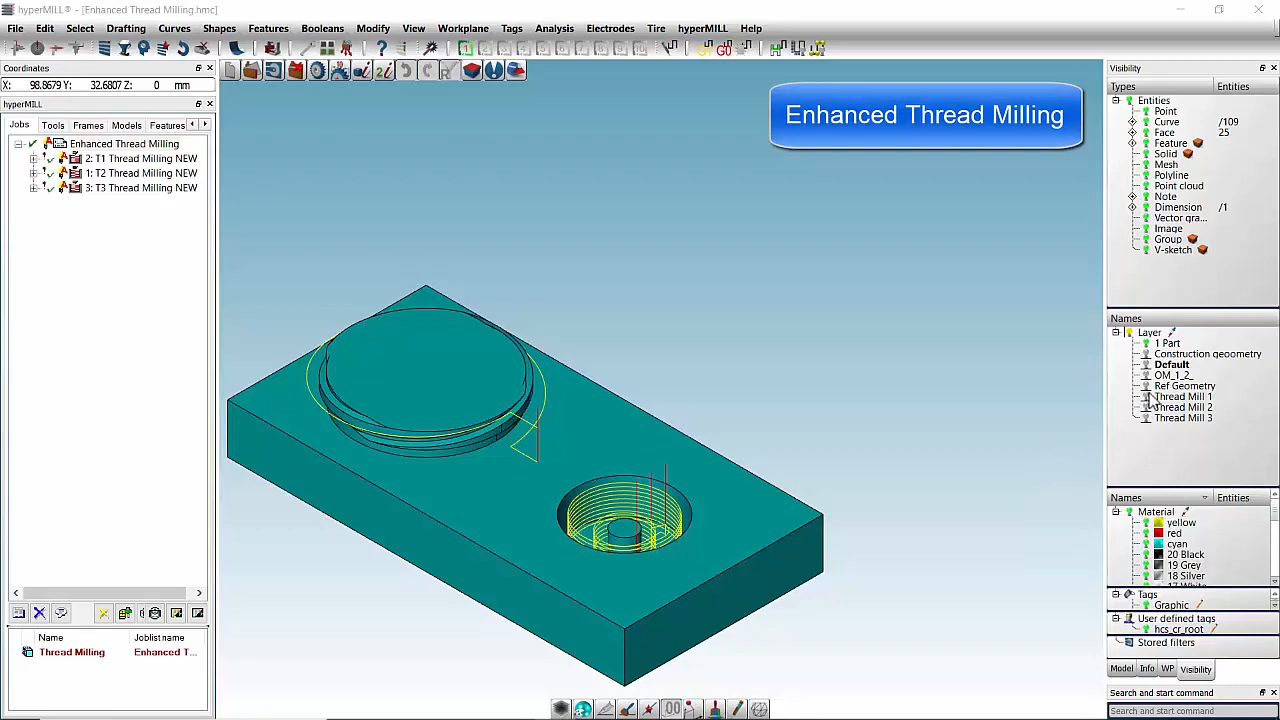 hyperMILL® - [Enhanced Thread Milling.hmc]
File Edit Select Drafting Curves Shapes Features Booleans Modify View Workplane Tags Analysis Electrodes Tire hyperMILL Help
Coordinates
X: 98.8679 Y: 32.6807 Z: 0 mm
hyperMILL
Jobs Tools Frames Models Features
Enhanced Thread Milling
2: T1 Thread Milling NEW
1: T2 Thread Milling NEW
3: T3 Thread Milling NEW
Name Joblist name
Thread Milling Enhanced T...
Enhanced Thread Milling
Visibility
Types Entities
Entities
Point
Curve /109
Face 25
Feature
Solid
Mesh
Polyline
Point cloud
Note
Dimension /1
Vector gra...
Image
Group
V-sketch
Names
Layer
1 Part
Construction geoometry
Default
OM_1_2_
Ref Geometry
Thread Mill 1
Thread Mill 2
Thread Mill 3
Names Entities
Material
yellow
red
cyan
20 Black
19 Grey
18 Silver
17 White
Tags
Graphic
User defined tags
hcs_cr_root
Stored filters
Model Info WP Visibility
Search and start command
Search and start command